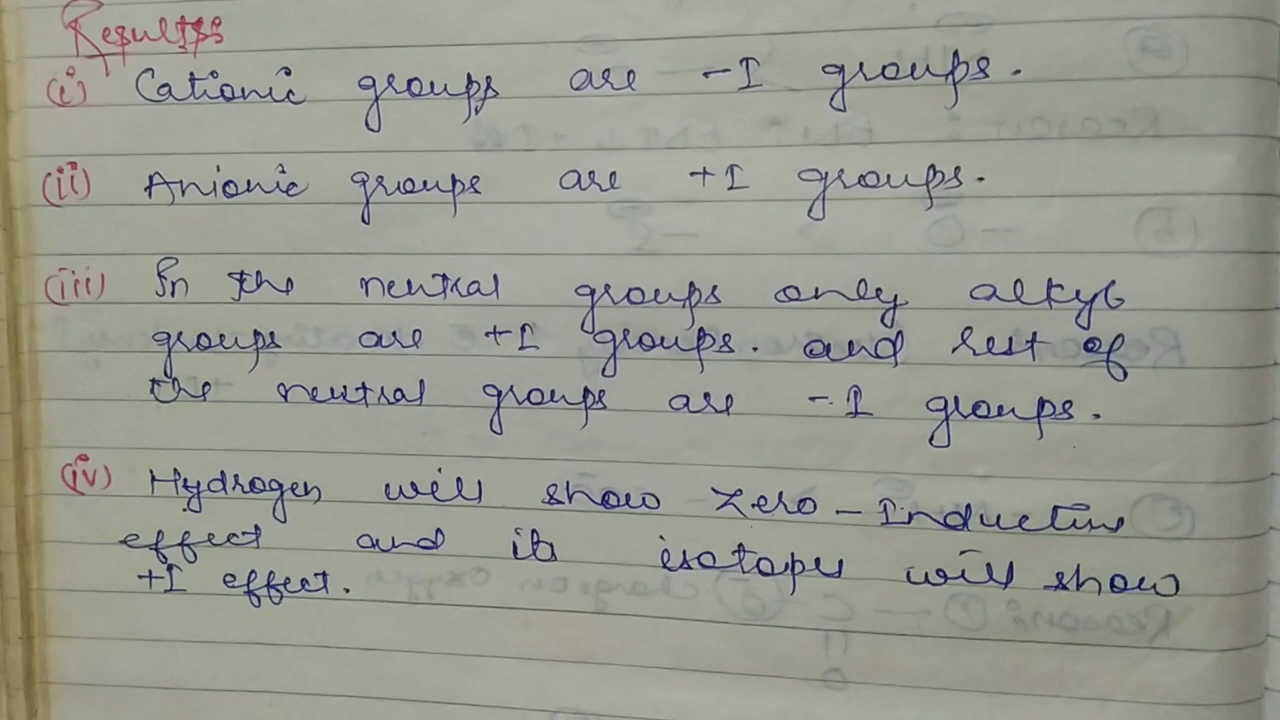 Results
(i) Cationic groups are -I groups.
(ii) Anionic groups are +I groups.
(iii) In the neutral groups only alkyl
groups are +I groups. and rest of
the neutral groups are -I groups.
(iv) Hydrogen will show zero-Inductive
effect and its isotopes will show
+I effect.